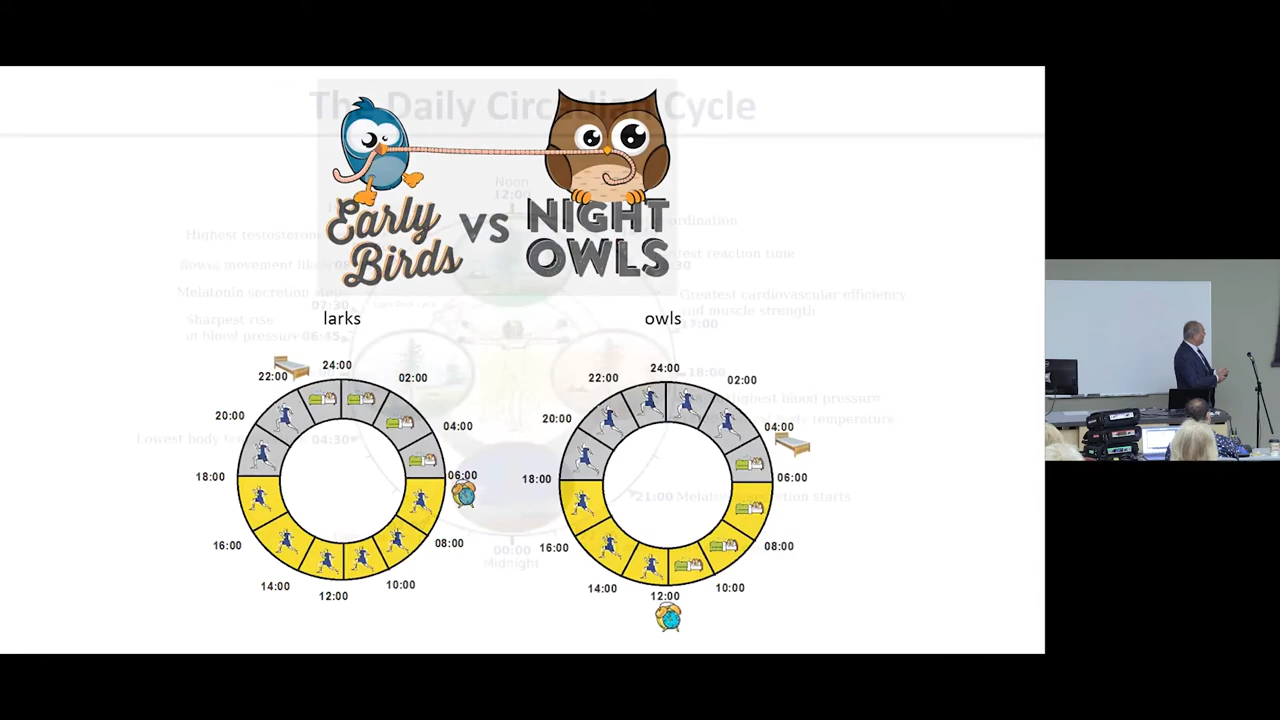 The Daily Circadian Cycle
Early
Birds
VS
NIGHT
OWLS
Noon
12:00
Highest testosterone
Bowel movement likely
Melatonin secretion stops
07:30
Sharpest rise
in blood pressure 06:45
Lowest body temperature 04:30
reaction time
Greatest cardiovascular efficiency
and muscle strength
17:00
18:00
highest blood pressure
body temperature
21:00 Melatonin secretion starts
00:00
Midnight
larks
24:00
02:00
04:00
06:00
08:00
10:00
12:00
14:00
16:00
18:00
20:00
22:00
owls
24:00
02:00
04:00
06:00
08:00
10:00
12:00
14:00
16:00
18:00
20:00
22:00